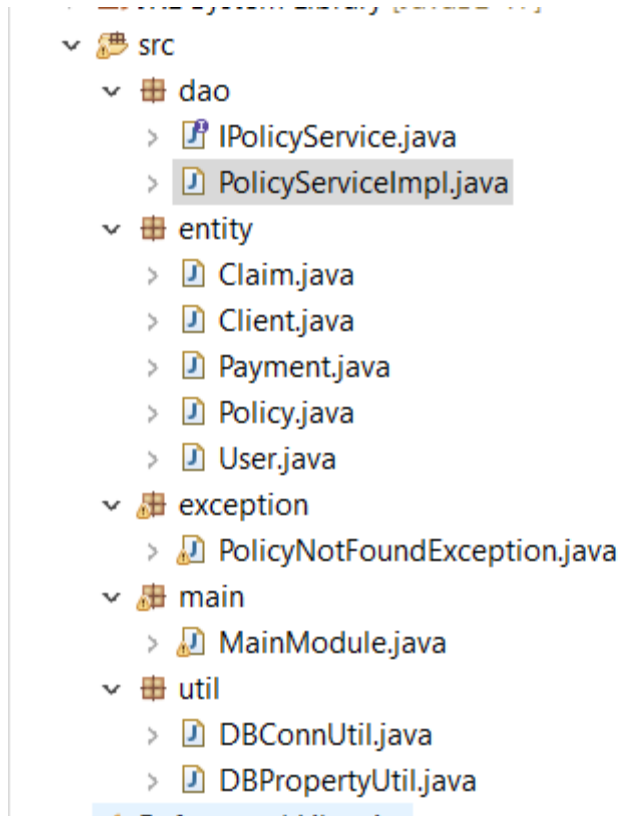 src
dao
IPolicyService.java
PolicyServiceImpl.java
entity
Claim.java
Client.java
Payment.java
Policy.java
User.java
exception
PolicyNotFoundException.java
main
MainModule.java
util
DBConnUtil.java
DBPropertyUtil.java